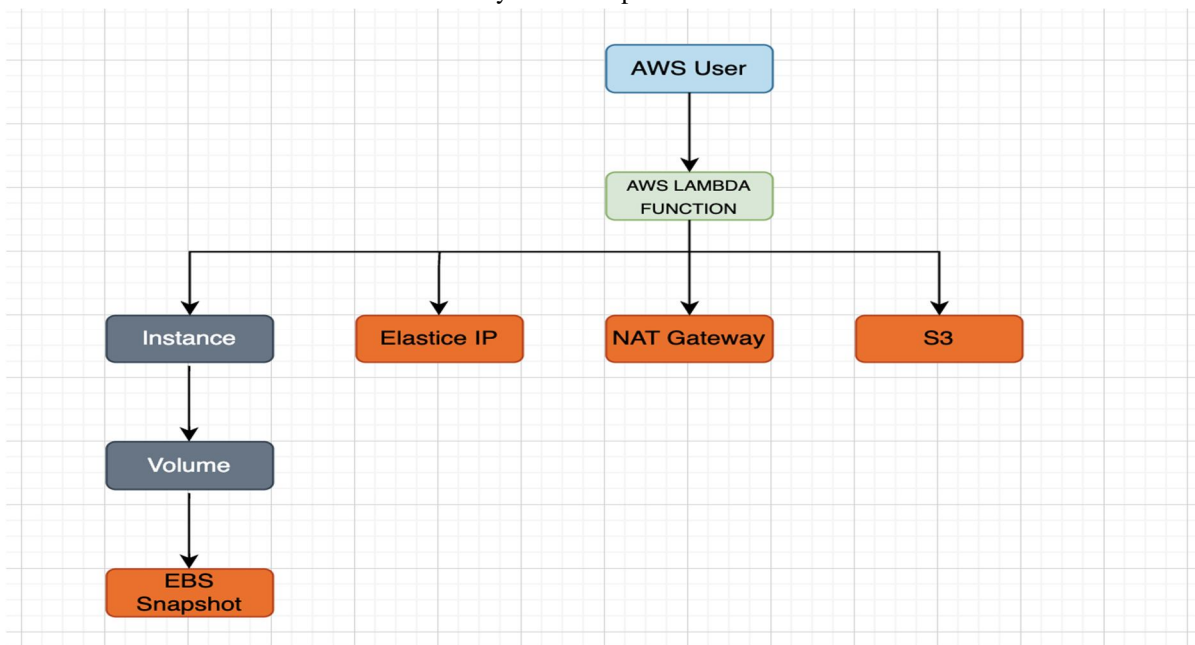 AWS User
AWS LAMBDA
FUNCTION
Instance
Elastice IP
NAT Gateway
S3
Volume
EBS
Snapshot